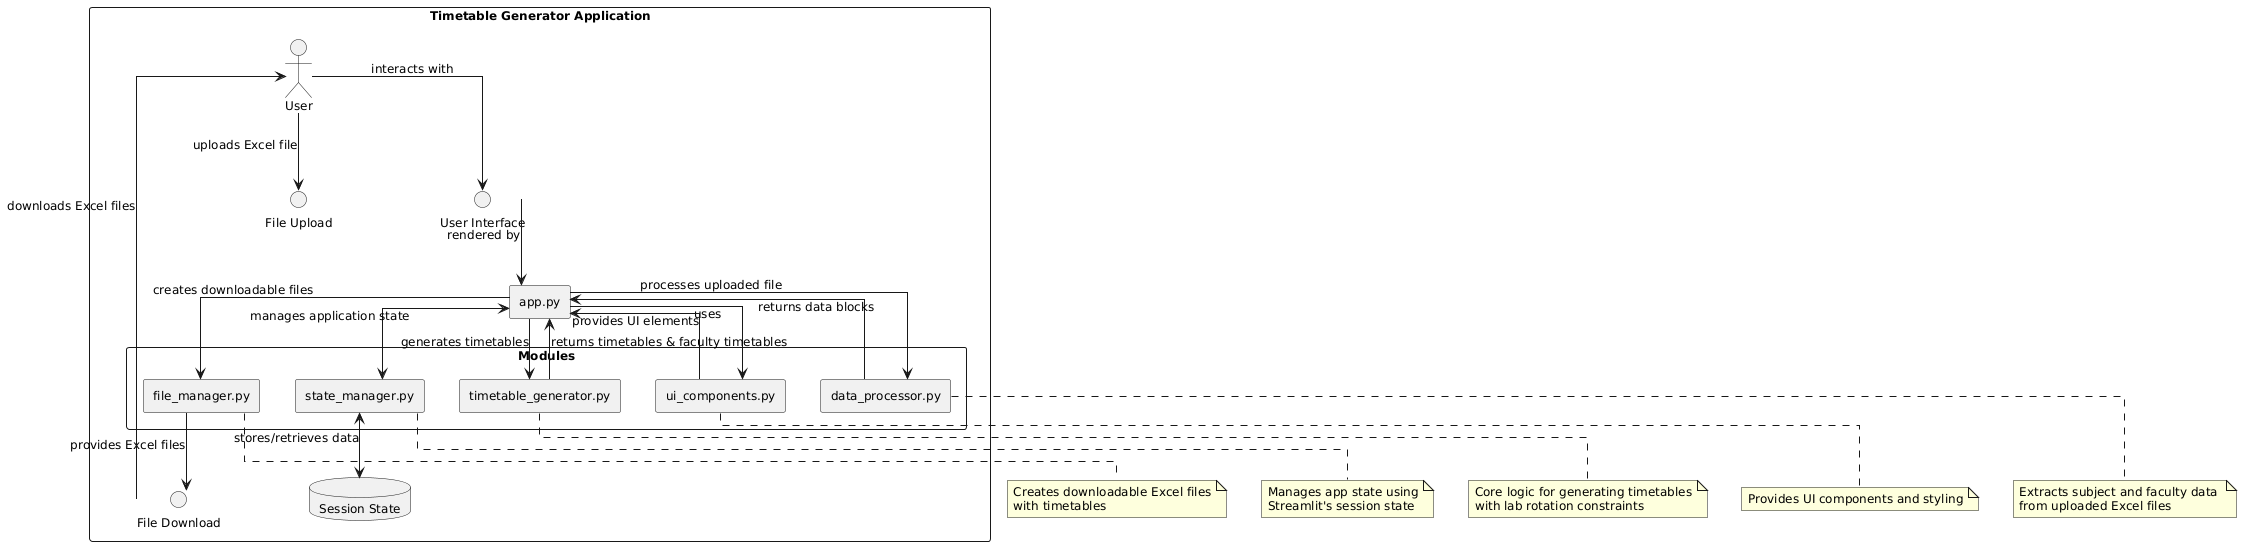 Timetable Generator Application
interacts with
User
uploads Excel file
downloads Excel files
File Upload
User Interface
rendered by
app.py
processes uploaded file
creates downloadable files
returns data blocks
manages application state
uses
provides UI elements
generates timetables
returns timetables & faculty timetables
Modules
file_manager.py
state_manager.py
timetable_generator.py
ui_components.py
data_processor.py
provides Excel files
stores/retrieves data
File Download
Session State
Creates downloadable Excel files
with timetables
Manages app state using
Streamlit's session state
Core logic for generating timetables
with lab rotation constraints
Provides UI components and styling
Extracts subject and faculty data
from uploaded Excel files